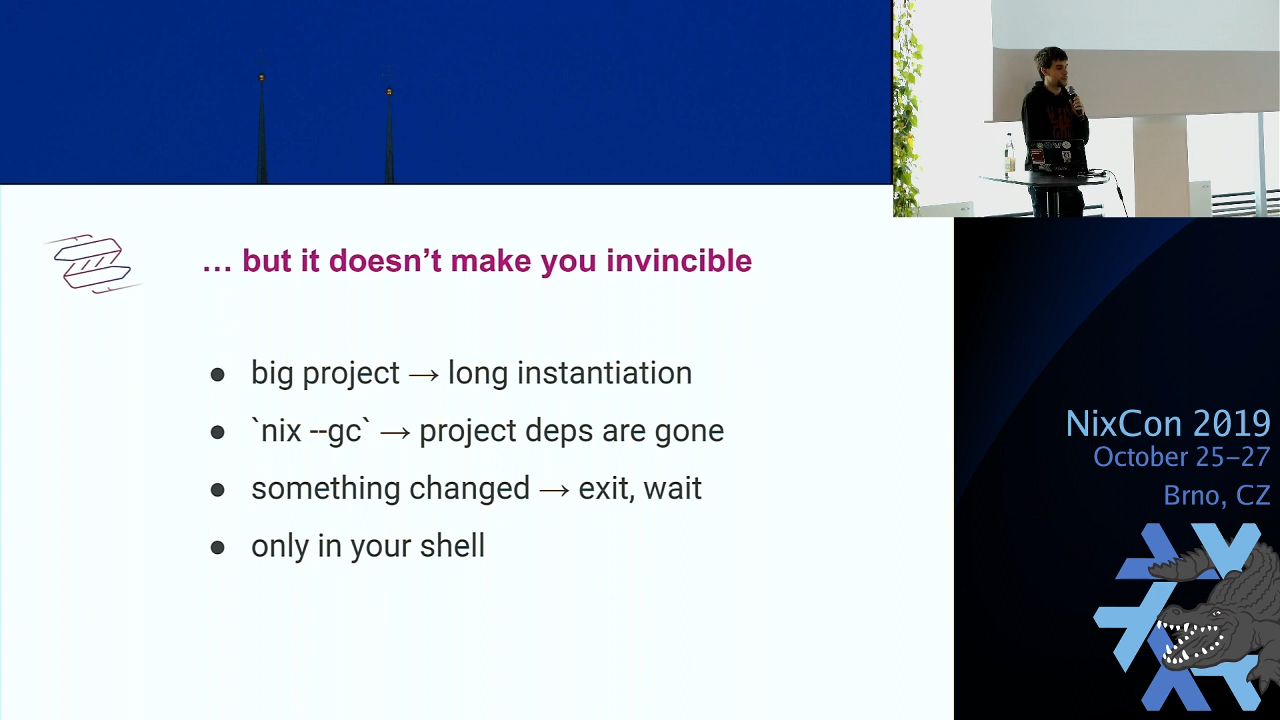 … but it doesn’t make you invincible
● big project → long instantiation
● `nix --gc` → project deps are gone
● something changed → exit, wait
● only in your shell
NixCon 2019
October 25–27
Brno, CZ